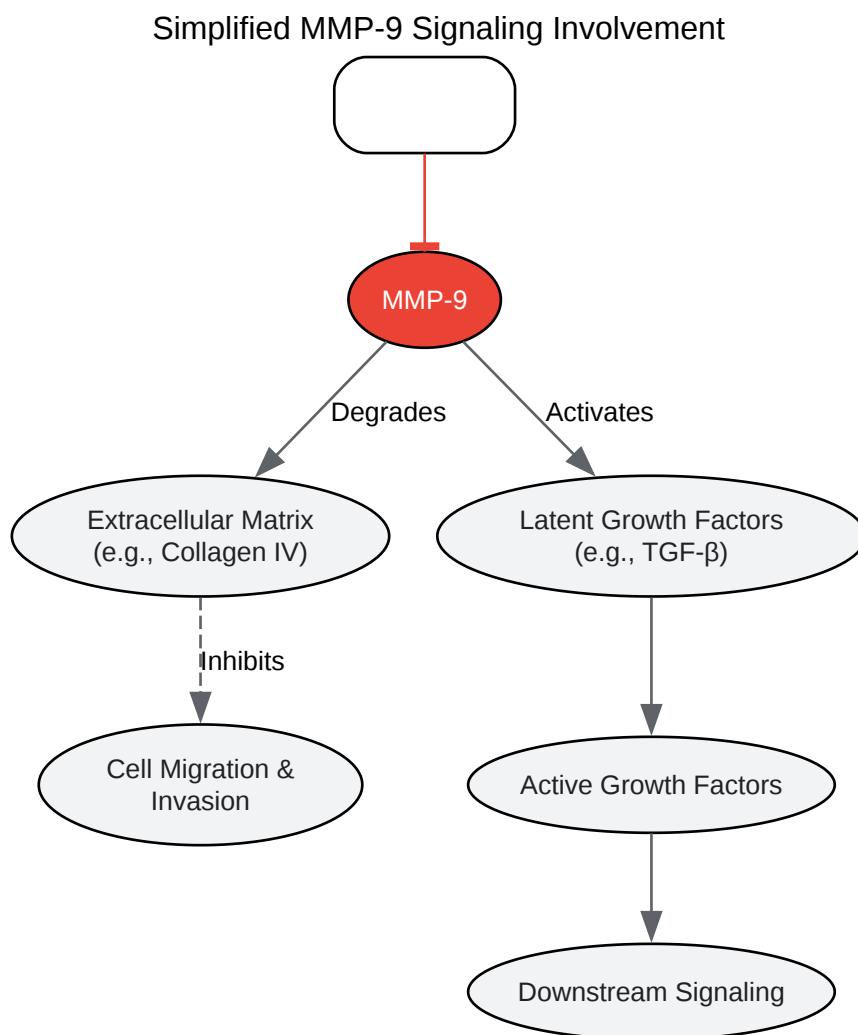 Simplified MMP-9 Signaling Involvement
MMP-9
Degrades
Activates
Extracellular Matrix
(e.g., Collagen IV)
Latent Growth Factors
(e.g., TGF-β)
Inhibits
Cell Migration &
Invasion
Active Growth Factors
Downstream Signaling